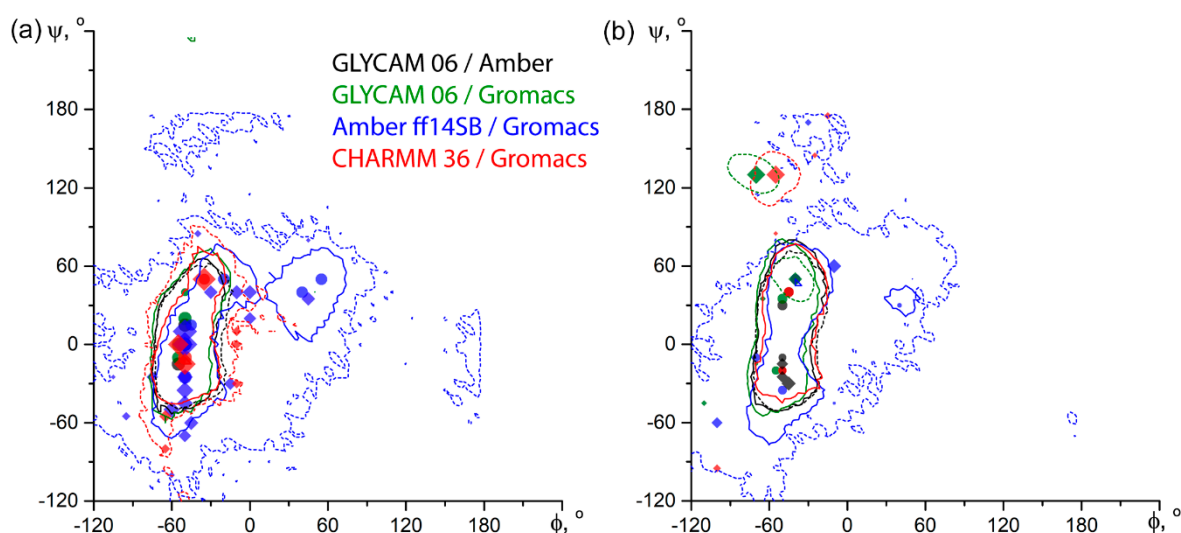 (a) ψ, °
GLYCAM 06 / Amber
GLYCAM 06 / Gromacs
Amber ff14SB / Gromacs
CHARMM 36 / Gromacs
180
120
60
0
-60
-120
-120 -60 0 60 120 180 ϕ, °
(b) ψ, °
180
120
60
0
-60
-120
-120 -60 0 60 120 180 ϕ, °